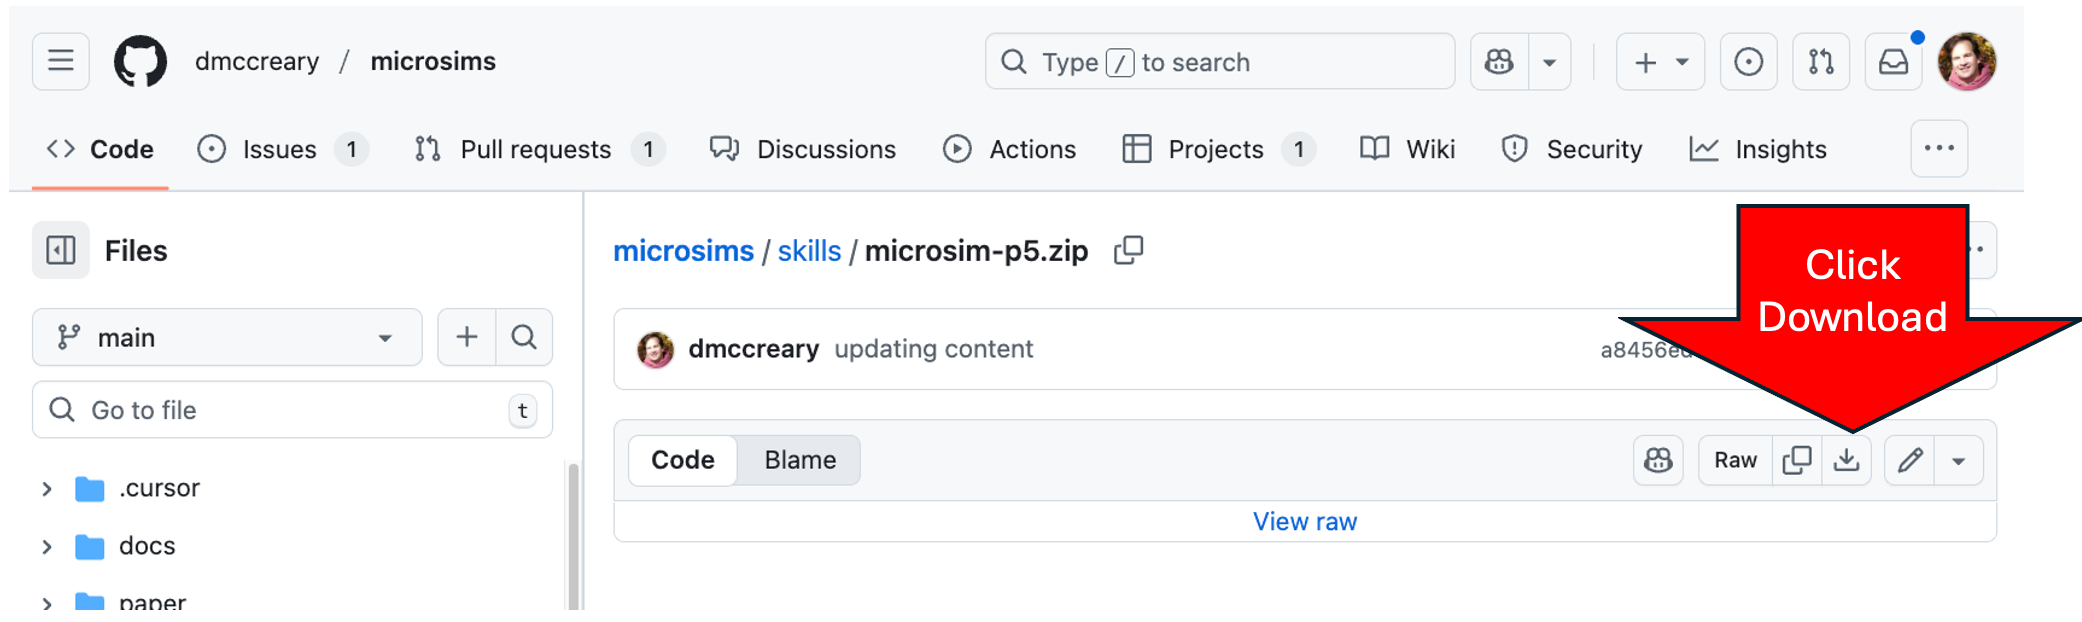 dmccreary / microsims
Type / to search
Code
Issues 1
Pull requests 1
Discussions
Actions
Projects 1
Wiki
Security
Insights
Files
microsims / skills / microsim-p5.zip
Click
Download
main
dmccreary updating content
Go to file
t
Code
Blame
Raw
View raw
.cursor
docs
paper